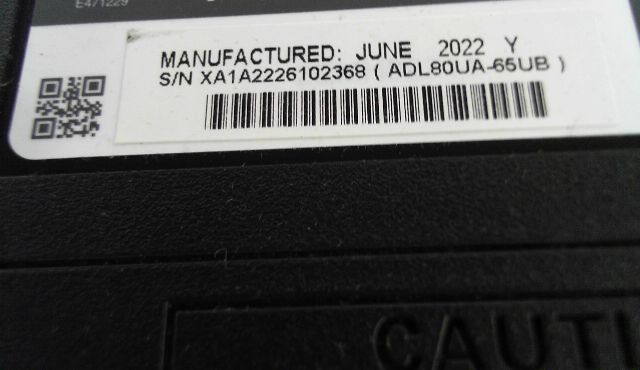 E471229
MANUFACTURED: JUNE 2022 Y
S/N XA1A2226102368 ( ADL80UA-65UB )
CAUTI